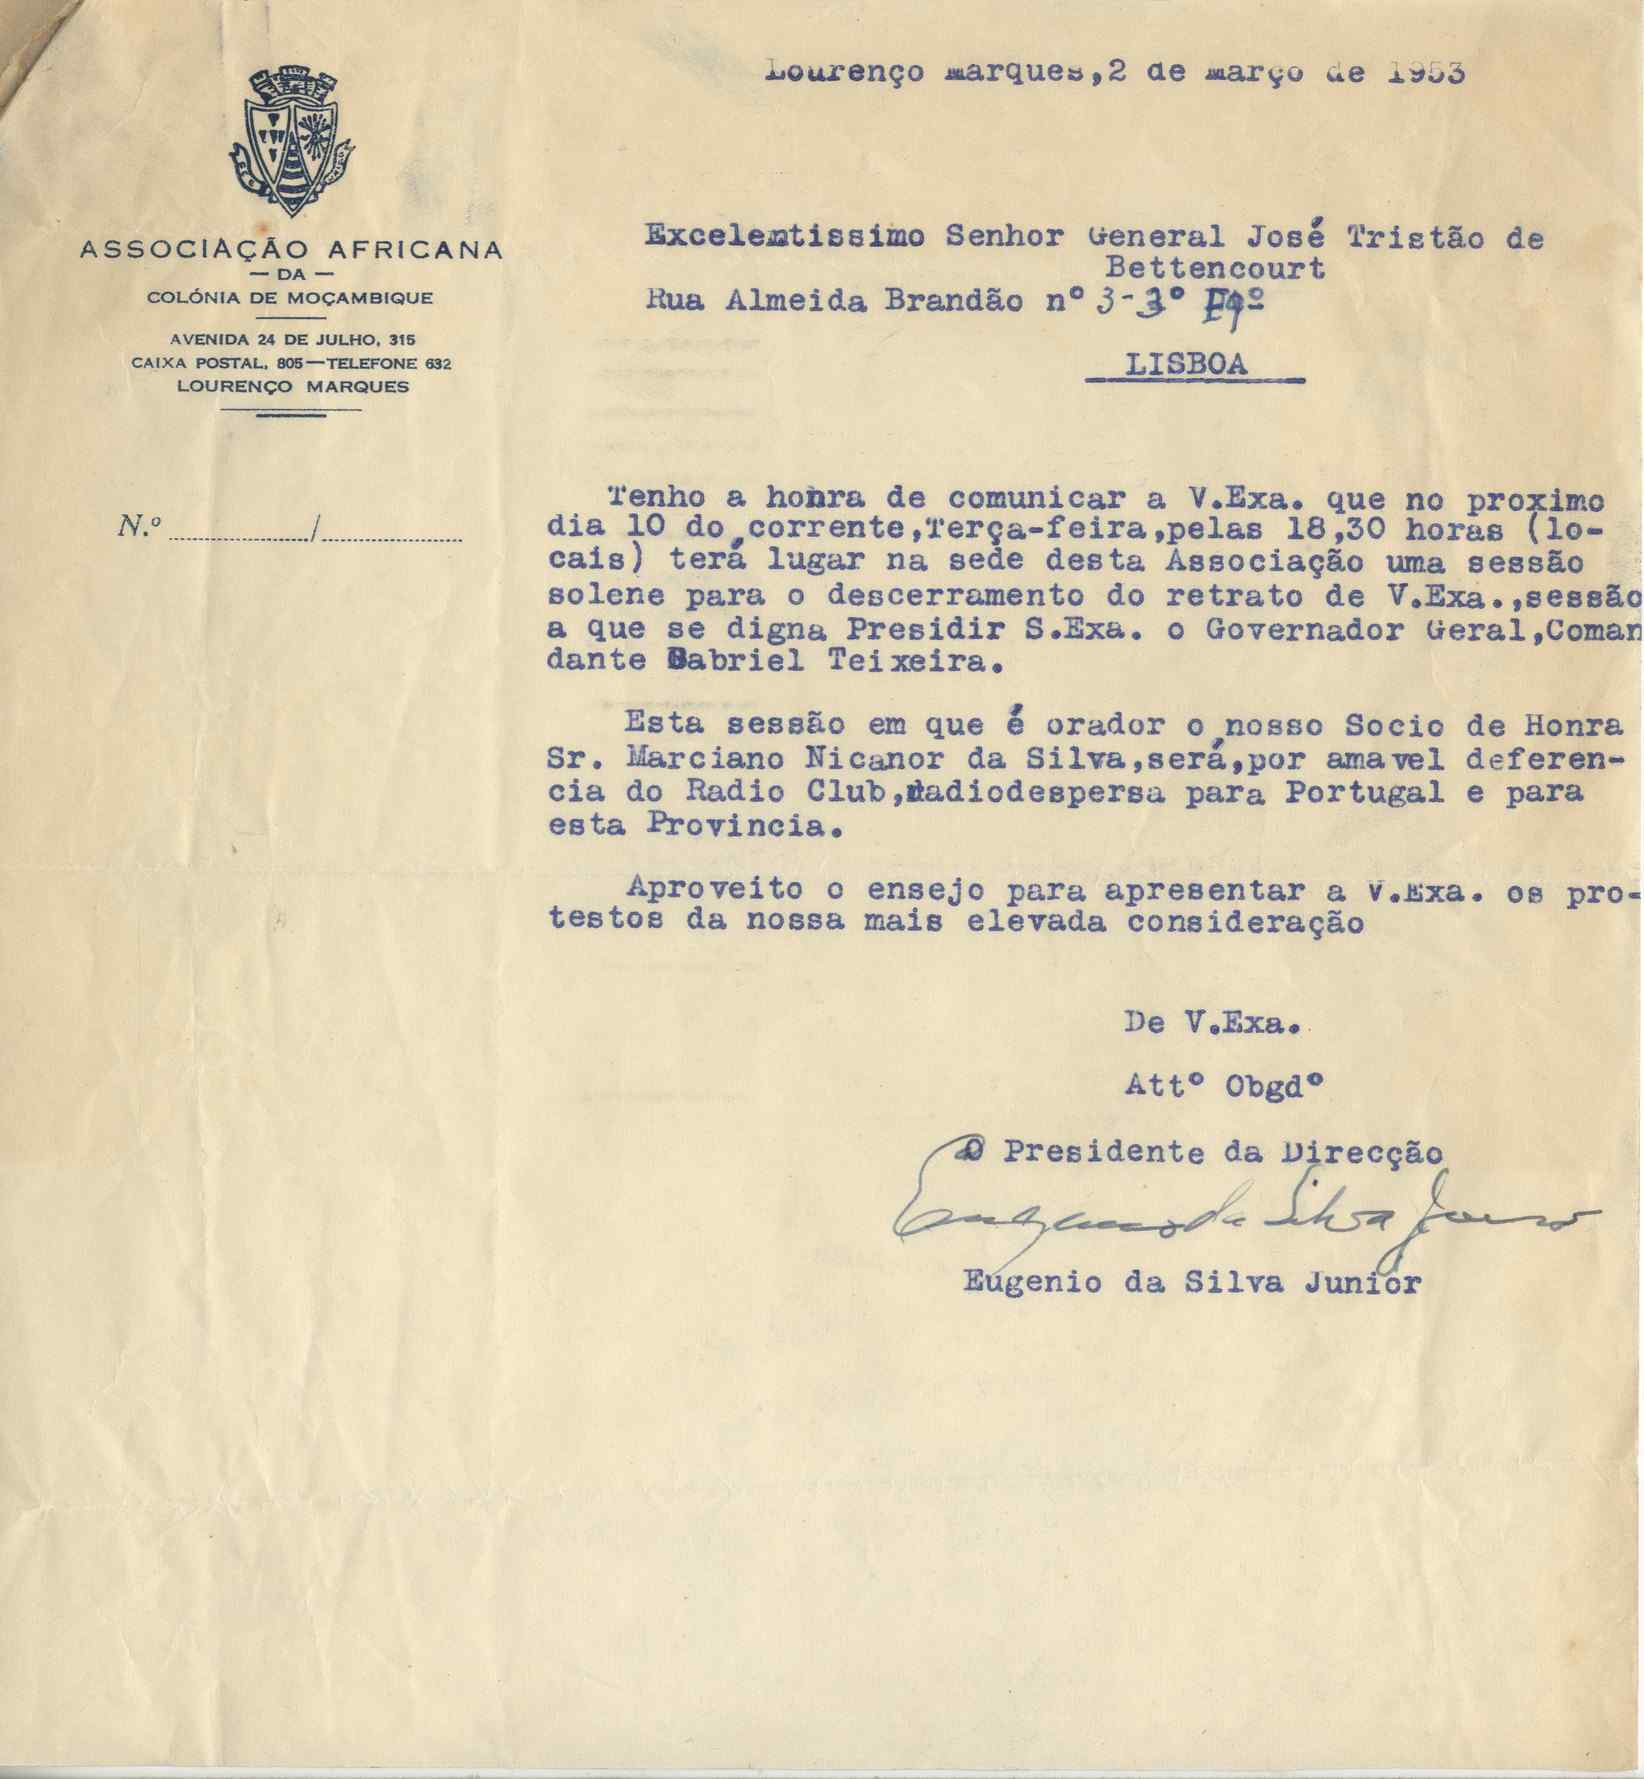 Lourenço Marques,2 de março de 1953
ASSOCIAÇÃO AFRICANA
— DA —
COLÓNIA DE MOÇAMBIQUE
AVENIDA 24 DE JULHO, 315
CAIXA POSTAL, 805—TELEFONE 632
LOURENÇO MARQUES
N.º ........................../..........................
Excelentissimo Senhor General José Tristão de
Bettencourt
Rua Almeida Brandão nº 3-3º
LISBOA
Tenho a honra de comunicar a V.Exa. que no proximo
dia 10 do corrente,Terça-feira,pelas 18,30 horas (lo-
cais) terá lugar na sede desta Associação uma sessão
solene para o descerramento do retrato de V.Exa.,sessão
a que se digna Presidir S.Exa. o Governador Geral,Coman
dante Gabriel Teixeira.
Esta sessão em que é orador o nosso Socio de Honra
Sr. Marciano Nicanor da Silva,será,por amavel deferen-
cia do Radio Club,radiodespersa para Portugal e para
esta Provincia.
Aproveito o ensejo para apresentar a V.Exa. os pro-
testos da nossa mais elevada consideração
De V.Exa.
Attº Obgdº
O Presidente da Direcção
Eugenio da Silva Junior
Eugenio da Silva Junior